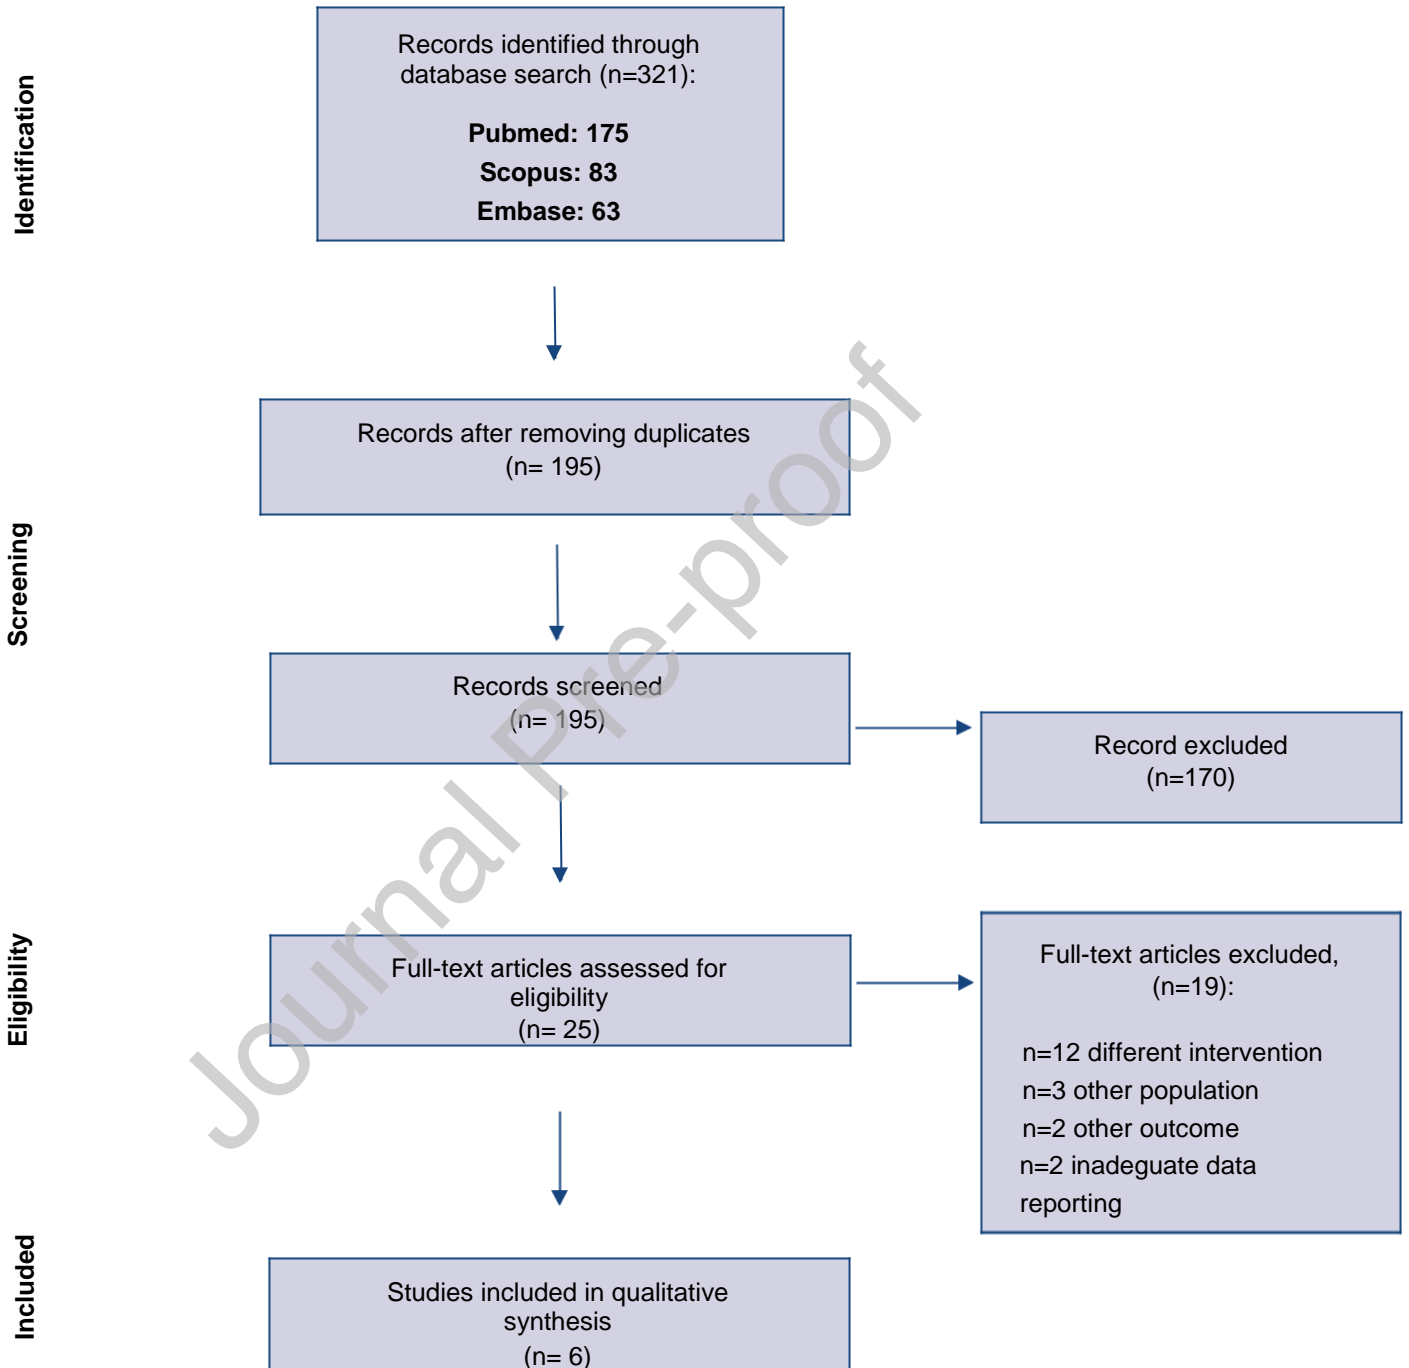 Identification
Records identified through
database search (n=321):
Pubmed: 175
Scopus: 83
Embase: 63
Screening
Records after removing duplicates
(n= 195)
Records screened
(n= 195)
Record excluded
(n=170)
Eligibility
Full-text articles assessed for
eligibility
(n= 25)
Full-text articles excluded,
(n=19):
n=12 different intervention
n=3 other population
n=2 other outcome
n=2 inadeguate data
reporting
Included
Studies included in qualitative
synthesis
(n= 6)
Journal Pre-proof